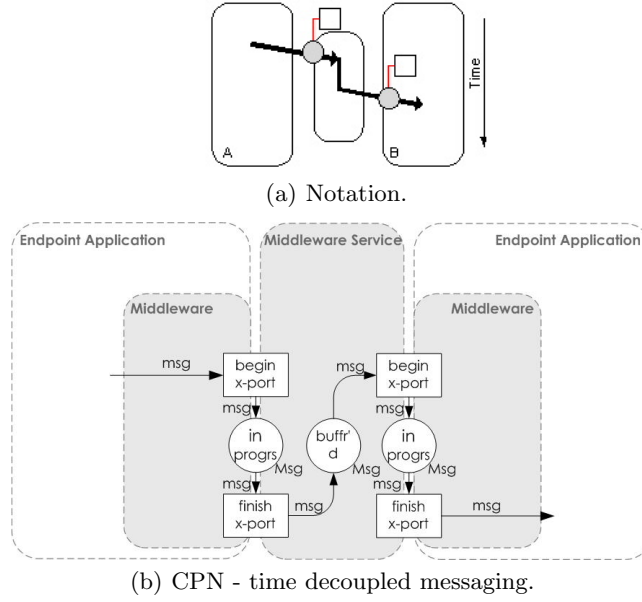 Time
A
B
(a) Notation.
Endpoint Application
Middleware Service
Endpoint Application
Middleware
Middleware
msg
begin
x-port
msg
begin
x-port
msg
msg
in
progrs
buffr'
d
in
progrs
Msg
Msg
Msg
msg
msg
finish
x-port
msg
finish
x-port
msg
(b) CPN - time decoupled messaging.